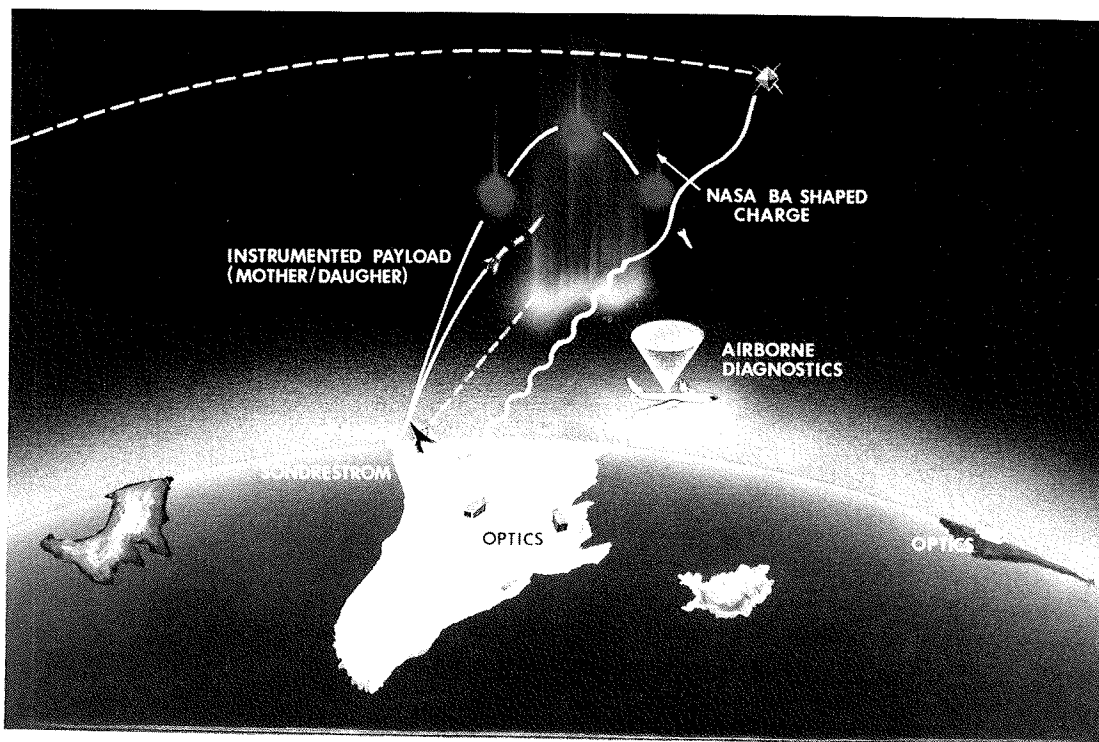 NASA BA SHAPED
CHARGE
INSTRUMENTED PAYLOAD
(MOTHER/DAUGHER)
AIRBORNE
DIAGNOSTICS
SONDRESTROM
OPTICS
OPTICS